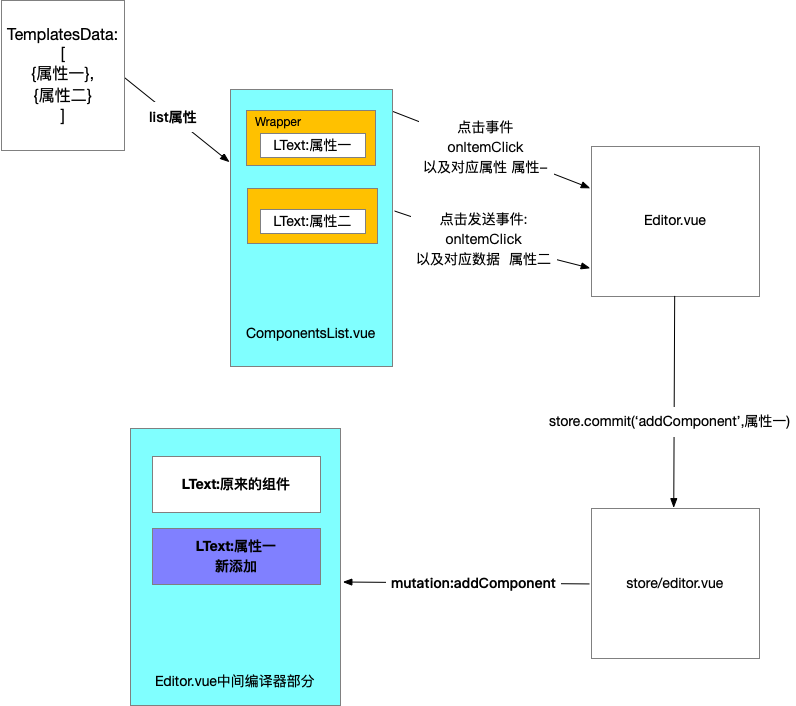 TemplatesData:
[
{属性一},
{属性二}
]
list属性
Wrapper
LText:属性一
LText:属性二
ComponentsList.vue
点击事件
onItemClick
以及对应属性 属性一
点击发送事件:
onItemClick
以及对应数据 属性二
Editor.vue
store.commit(‘addComponent’,属性一)
store/editor.vue
mutation:addComponent
LText:原来的组件
LText:属性一
新添加
Editor.vue中间编译器部分